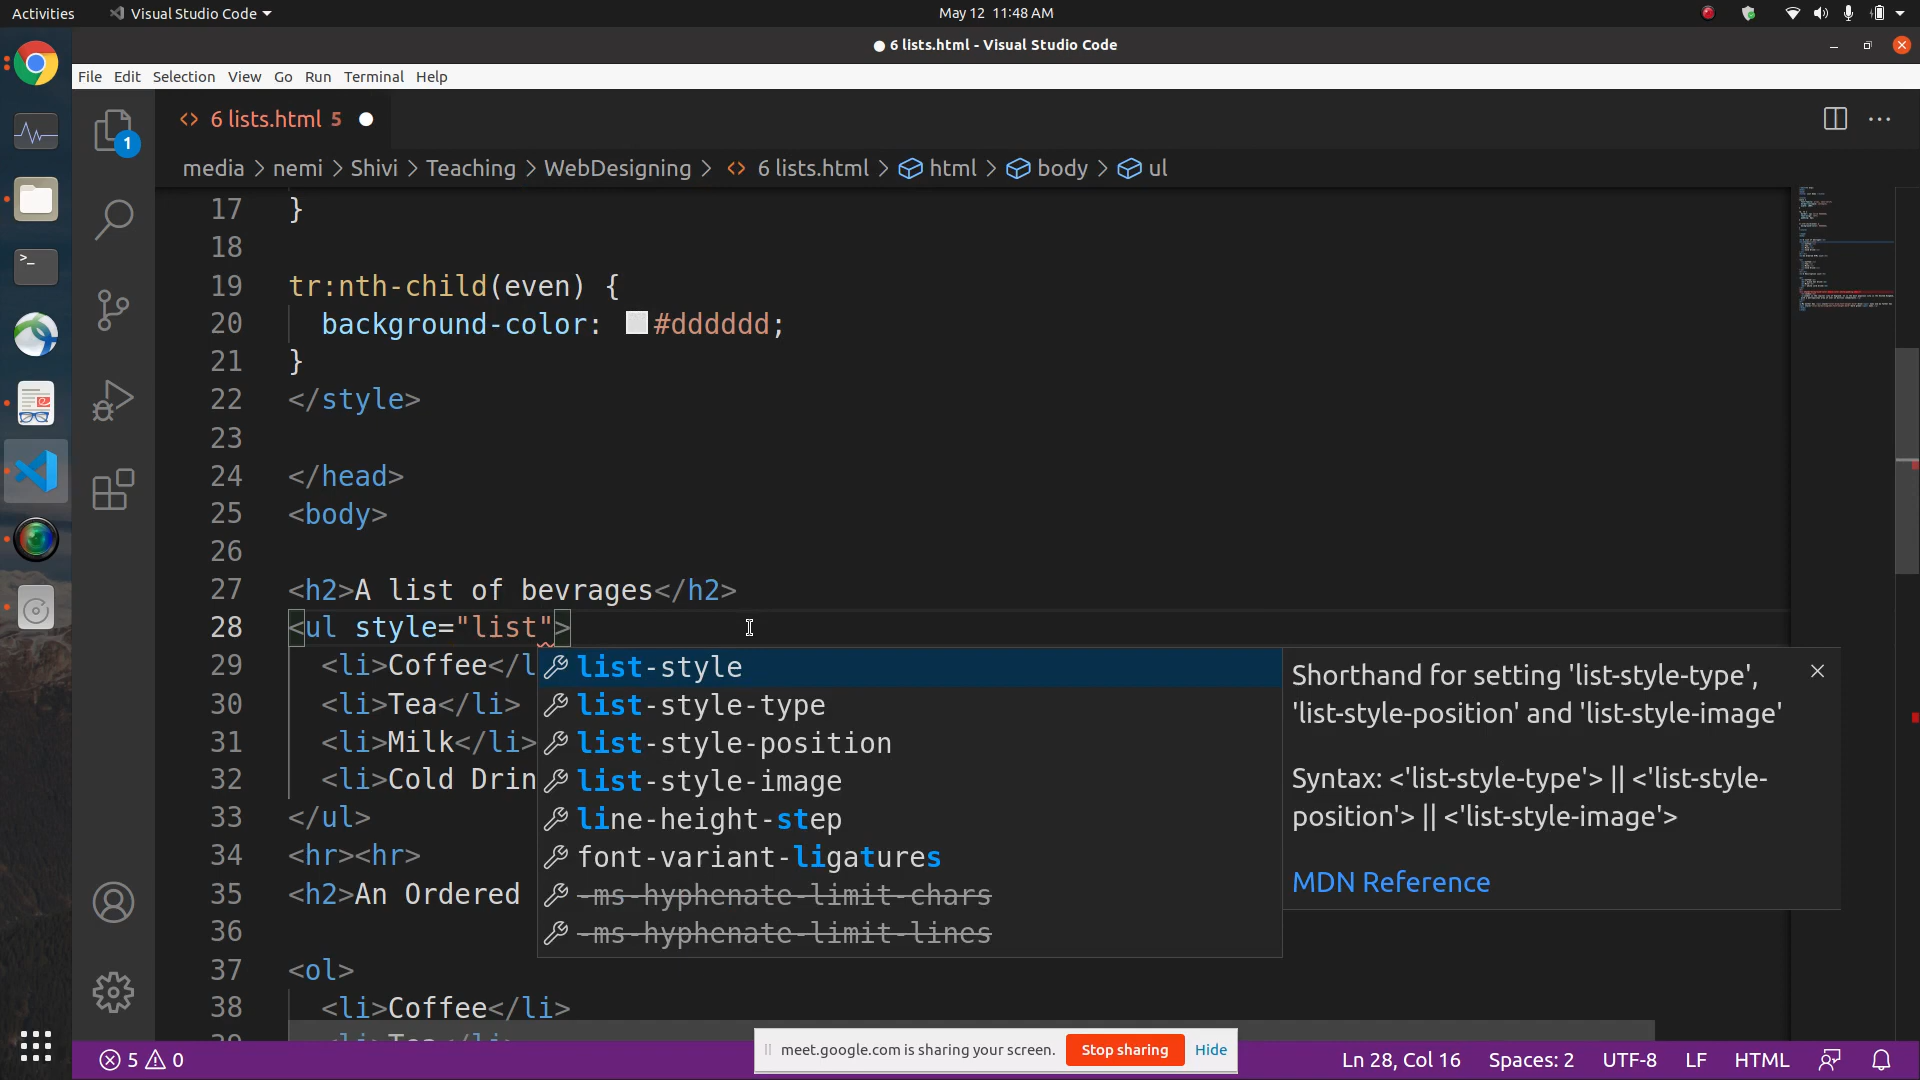 Activities
Visual Studio Code
May 12 11:48 AM
6 lists.html - Visual Studio Code
File Edit Selection View Go Run Terminal Help
1
<> 6 lists.html 5
media > nemi > Shivi > Teaching > WebDesigning > <> 6 lists.html > html > body > ul
17 }
18
19 tr:nth-child(even) {
20 background-color: #dddddd;
21 }
22 </style>
23
24 </head>
25 <body>
26
27 <h2>A list of bevrages</h2>
28 <ul style="list">
29 <li>Coffee</l
30 <li>Tea</li>
31 <li>Milk</li>
32 <li>Cold Drin
33 </ul>
34 <hr><hr>
35 <h2>An Ordered
36
37 <ol>
38 <li>Coffee</li>
list-style
list-style-type
list-style-position
list-style-image
line-height-step
font-variant-ligatures
-ms-hyphenate-limit-chars
-ms-hyphenate-limit-lines
Shorthand for setting 'list-style-type',
'list-style-position' and 'list-style-image'
Syntax: <'list-style-type'> || <'list-style-
position'> || <'list-style-image'>
MDN Reference
meet.google.com is sharing your screen. Stop sharing Hide
5 0
Ln 28, Col 16 Spaces: 2 UTF-8 LF HTML